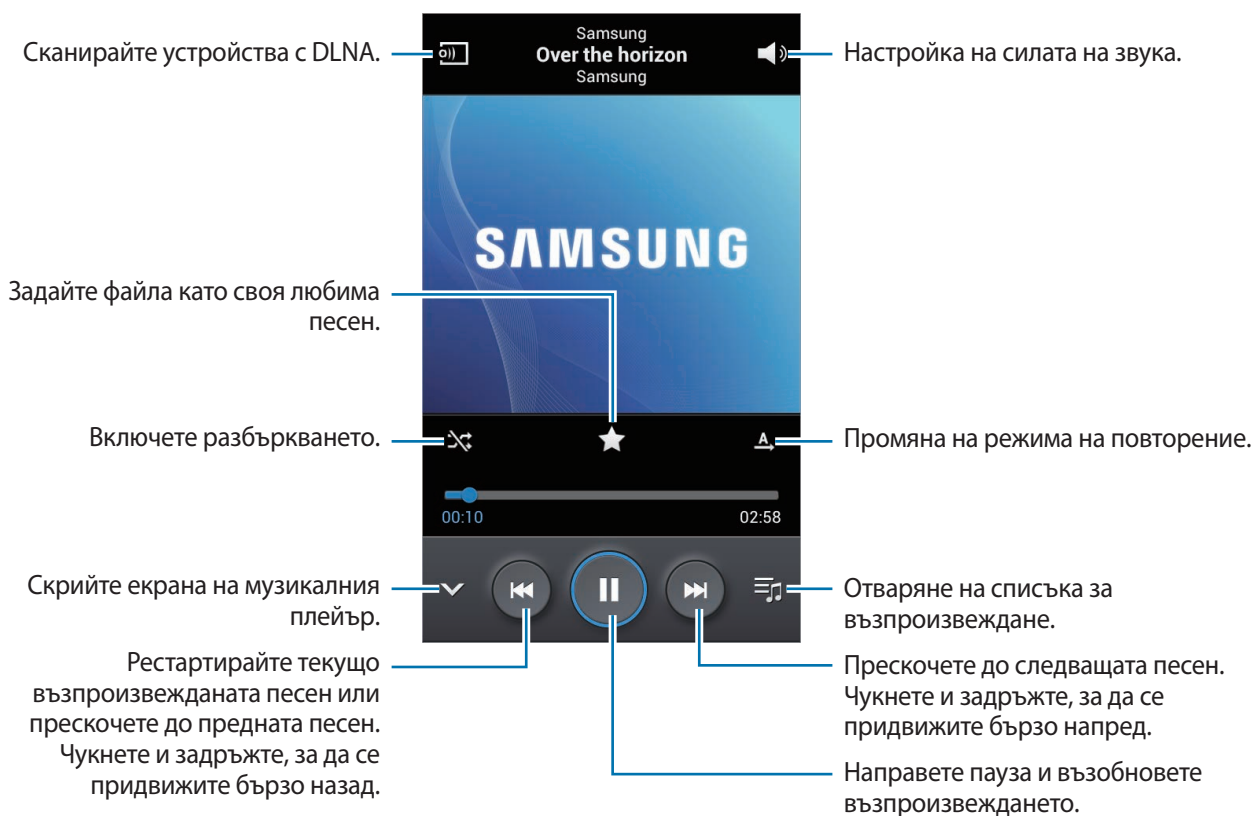 Сканирайте устройства с DLNA.
Samsung
Over the horizon
Samsung
Настройка на силата на звука.
SAMSUNG
Задайте файла като своя любима
песен.
Включете разбъркването.
A
Промяна на режима на повторение.
00:10
02:58
Скрийте екрана на музикалния
плейър.
Отваряне на списъка за
възпроизвеждане.
Рестартирайте текущо
възпроизвежданата песен или
прескочете до предната песен.
Чукнете и задръжте, за да се
придвижите бързо назад.
Прескочете до следващата песен.
Чукнете и задръжте, за да се
придвижите бързо напред.
Направете пауза и възобновете
възпроизвеждането.